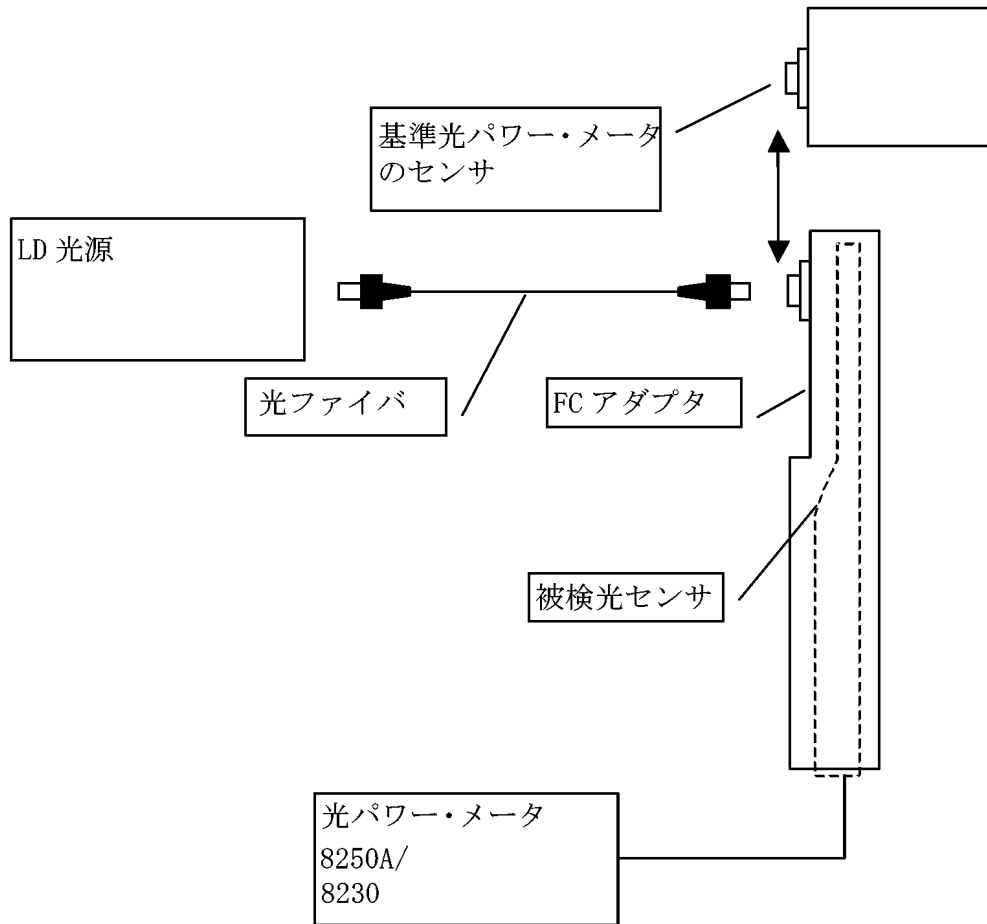 基準光パワー・メータ
のセンサ
LD 光源
光ファイバ
FC アダプタ
被検光センサ
光パワー・メータ
8250A/
8230